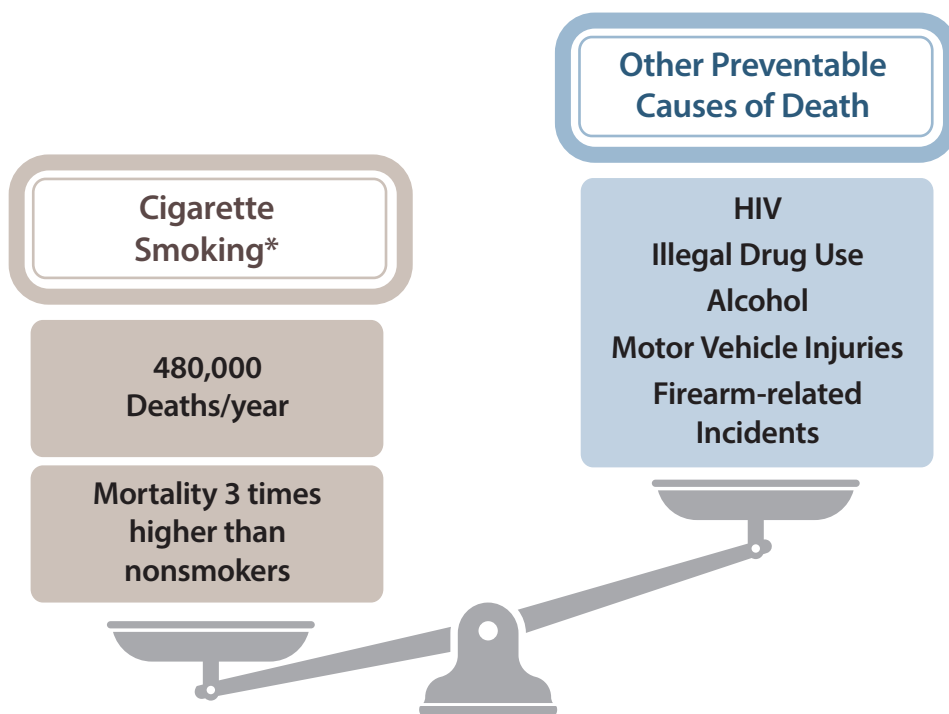 Cigarette
Smoking*
480,000
Deaths/year
Mortality 3 times
higher than
nonsmokers
Other Preventable
Causes of Death
HIV
Illegal Drug Use
Alcohol
Motor Vehicle Injuries
Firearm-related
Incidents